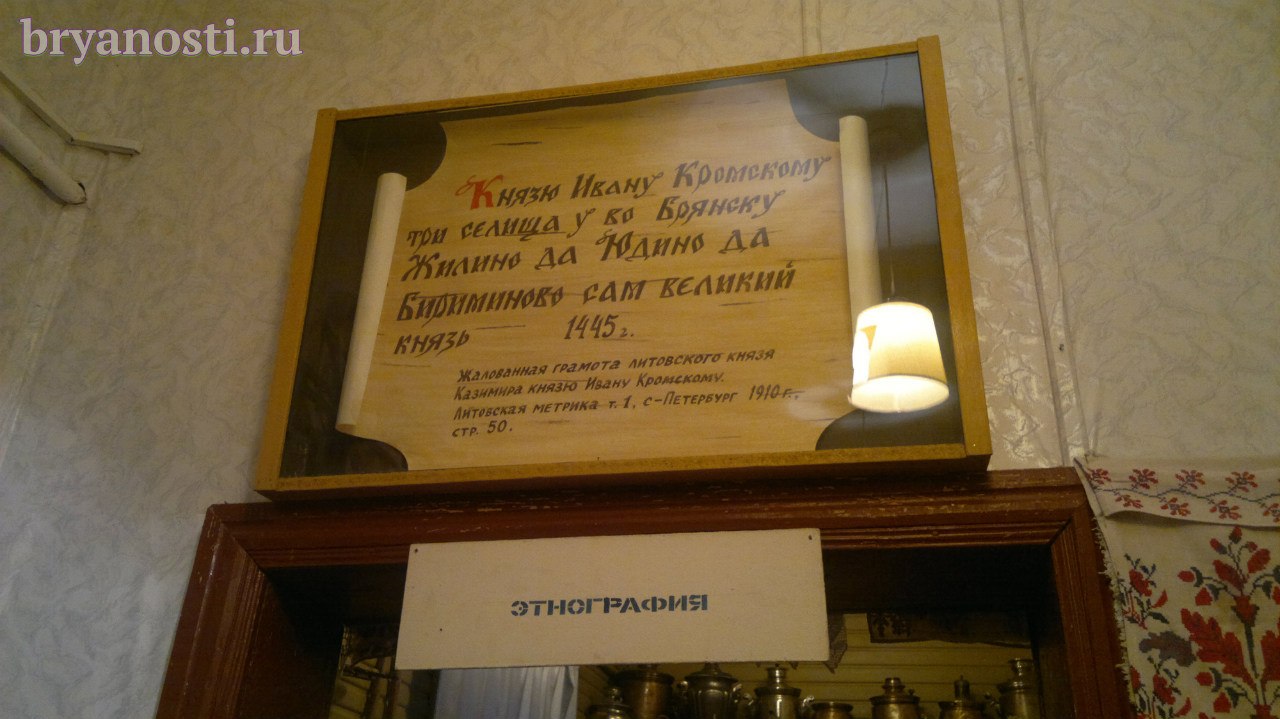 bryanosti.ru
Князю Ивану Кромскому
три селища у во Брянску
Жилино да Юдино да
Бириминово сам великий
князь 1445г.
Жалованная грамота литовского князя
Казимира князю Ивану Кромскому.
Литовская метрика т. 1, с-Петербург 1910 г.,
стр. 50.
ЭТНОГРАФИЯ